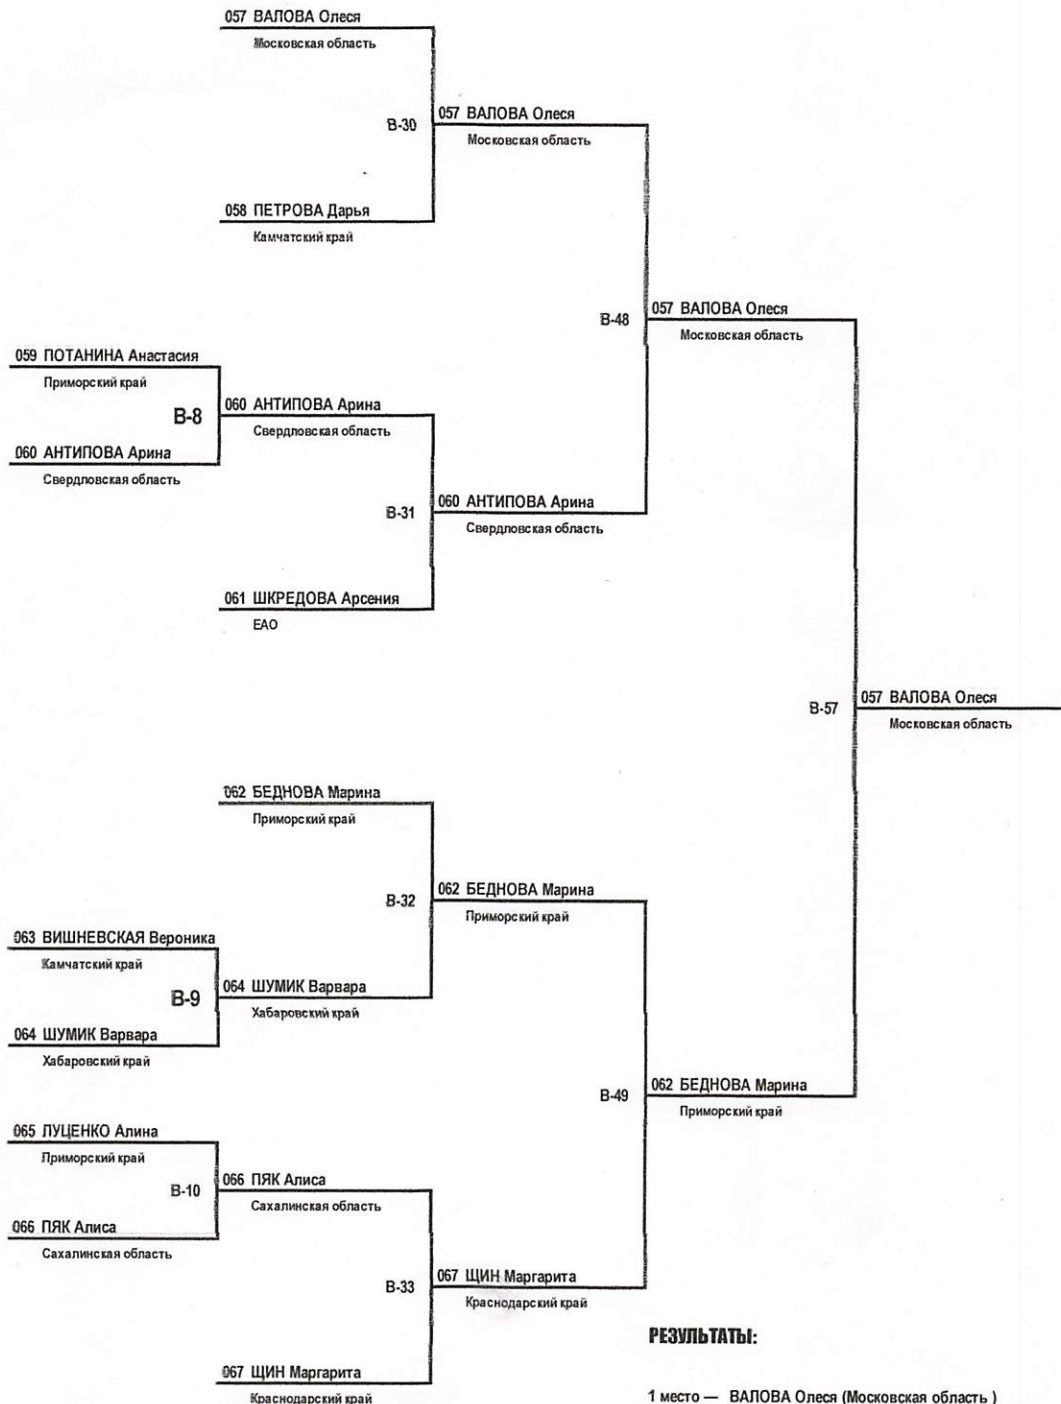 057 ВАЛОВА Олеся
Московская область
B-30
057 ВАЛОВА Олеся
Московская область
058 ПЕТРОВА Дарья
Камчатский край
B-48
057 ВАЛОВА Олеся
Московская область
059 ПОТАНИНА Анастасия
Приморский край
B-8
060 АНТИПОВА Арина
Свердловская область
060 АНТИПОВА Арина
Свердловская область
B-31
060 АНТИПОВА Арина
Свердловская область
061 ШКРЕДОВА Арсения
ЕАО
B-57
057 ВАЛОВА Олеся
Московская область
062 БЕДНОВА Марина
Приморский край
B-32
062 БЕДНОВА Марина
Приморский край
063 ВИШНЕВСКАЯ Вероника
Камчатский край
B-9
064 ШУМИК Варвара
Хабаровский край
064 ШУМИК Варвара
Хабаровский край
B-49
062 БЕДНОВА Марина
Приморский край
065 ЛУЦЕНКО Алина
Приморский край
B-10
066 ПЯК Алиса
Сахалинская область
066 ПЯК Алиса
Сахалинская область
B-33
067 ЩИН Маргарита
Краснодарский край
067 ЩИН Маргарита
Краснодарский край
РЕЗУЛЬТАТЫ:
1 место — ВАЛОВА Олеся (Московская область )